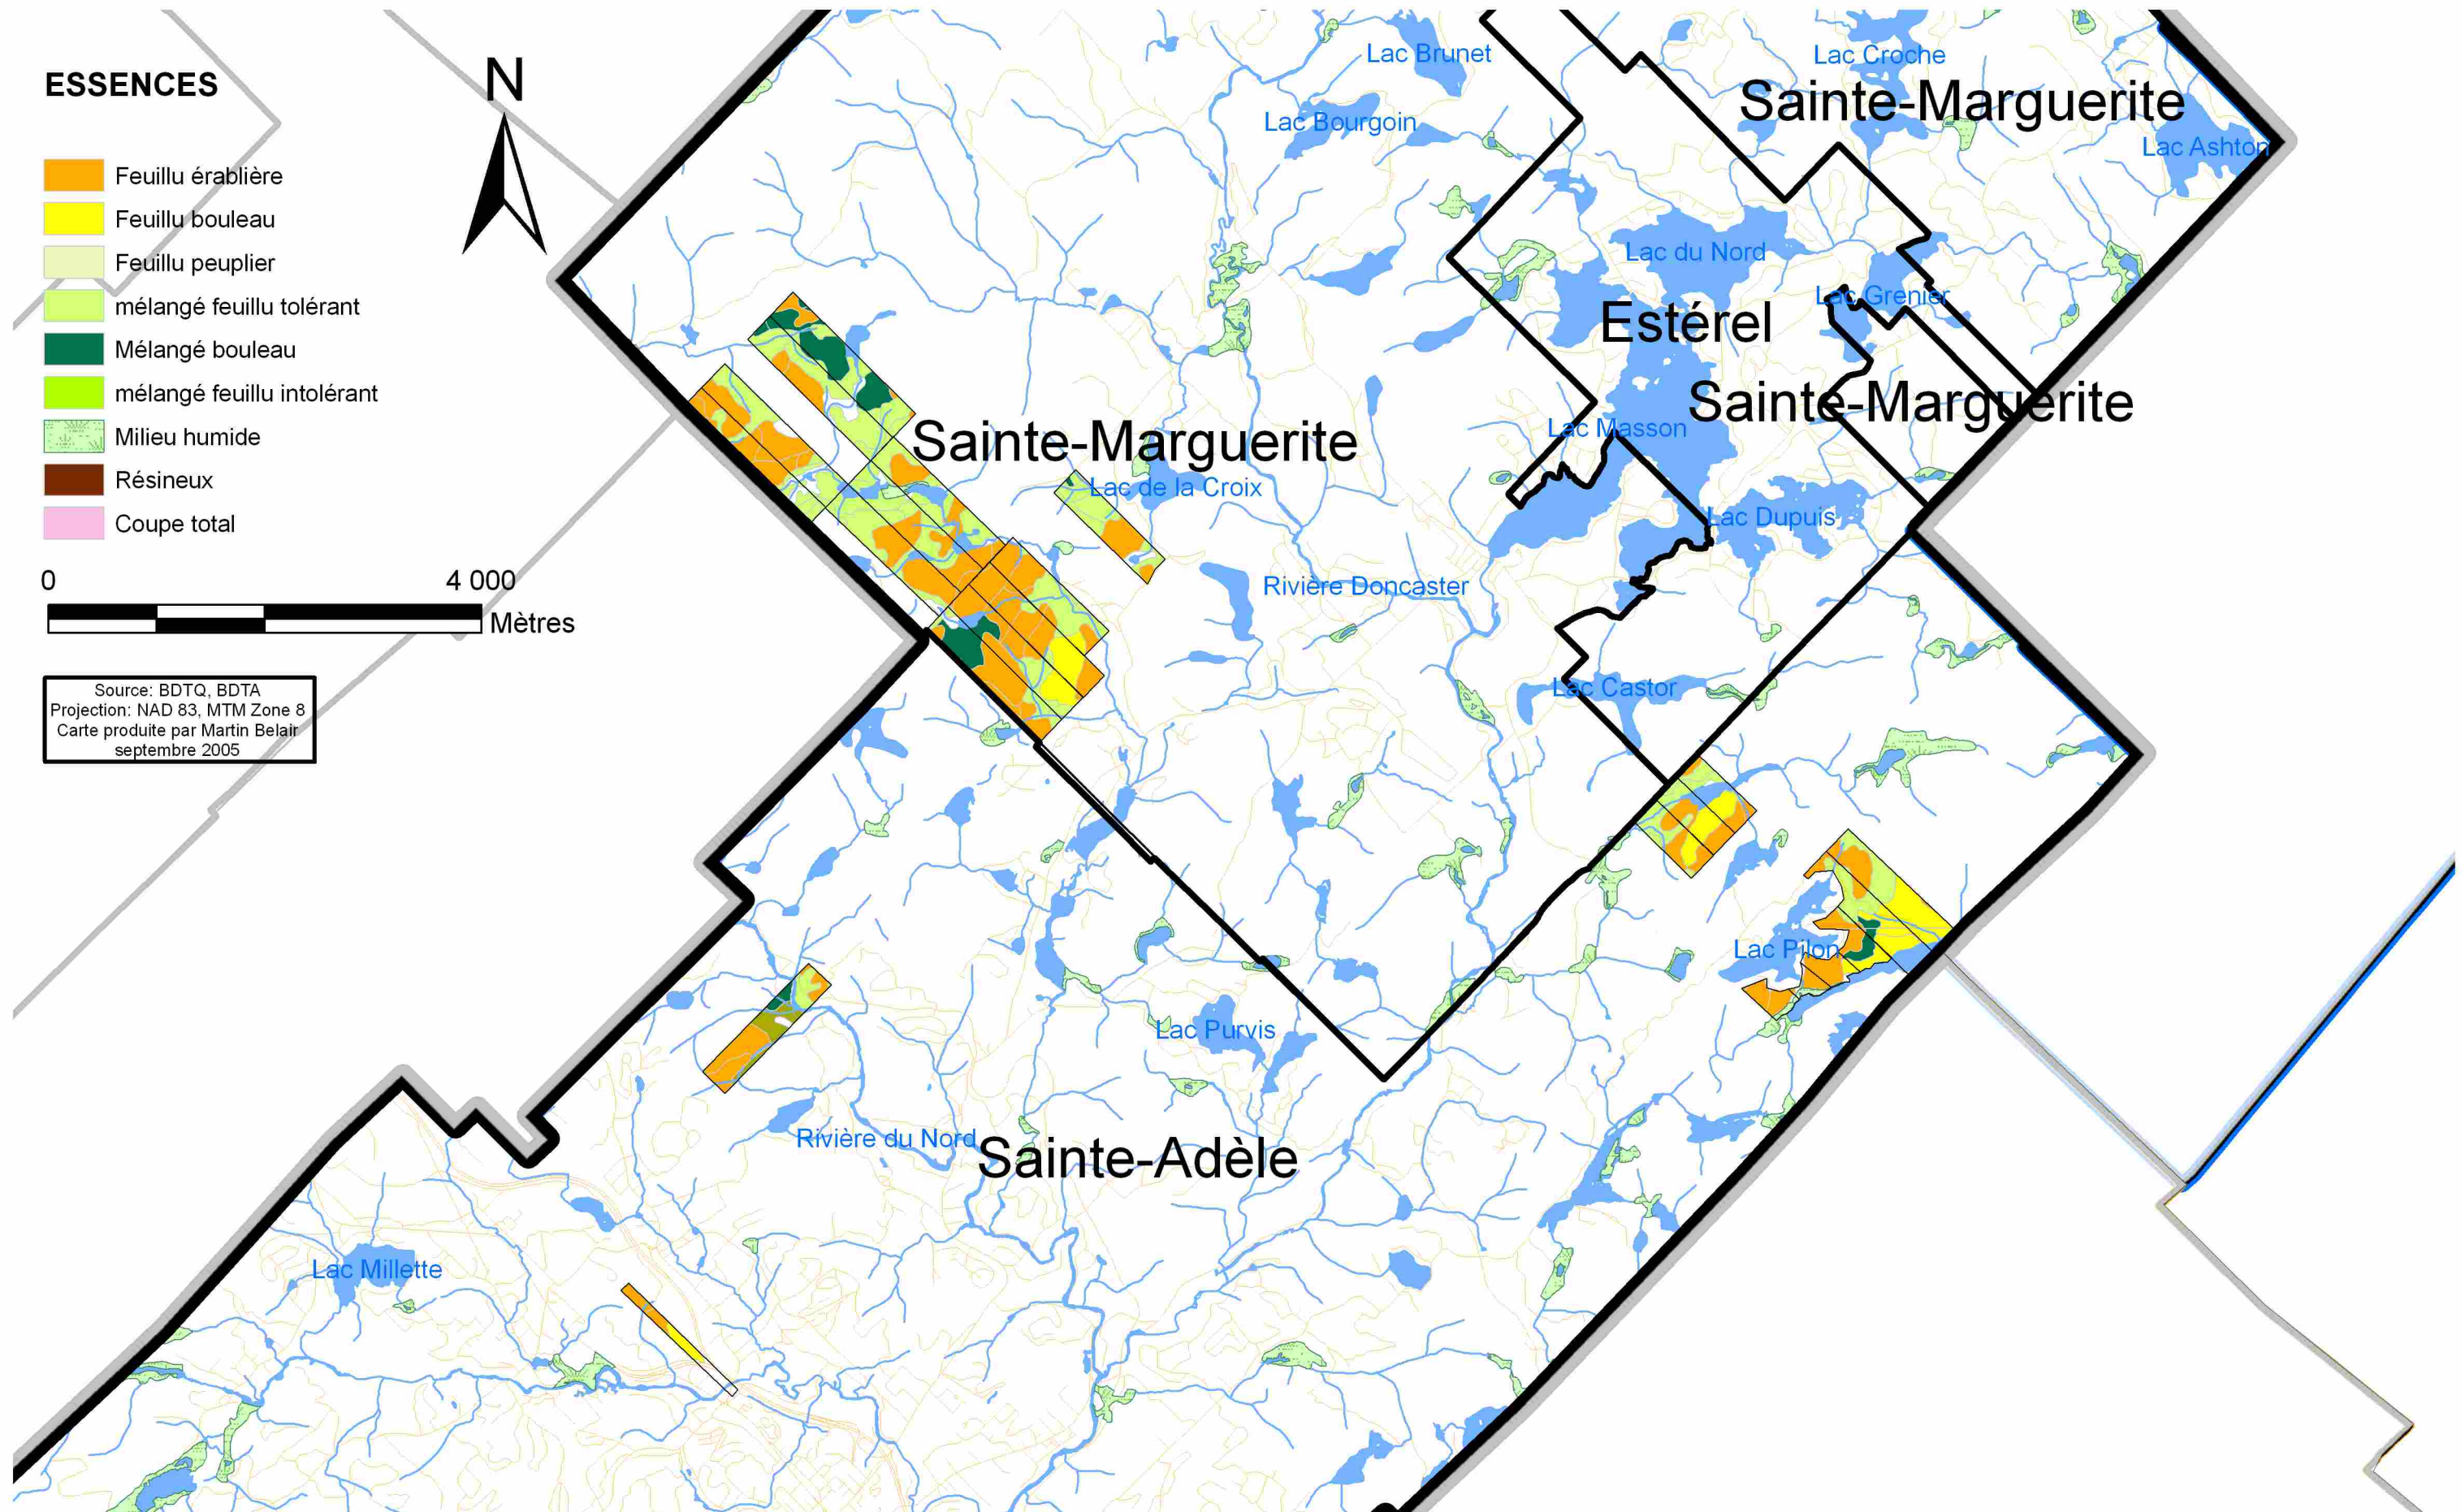 ESSENCES
Feuillu érablière
Feuillu bouleau
Feuillu peuplier
mélangé feuillu tolérant
Mélangé bouleau
mélangé feuillu intolérant
Milieu humide
Résineux
Coupe total
0 4 000
Mètres
Source: BDTQ, BDTA
Projection: NAD 83, MTM Zone 8
Carte produite par Martin Belair
septembre 2005
N
Lac Brunet
Lac Croche
Sainte-Marguerite
Lac Bourgoin
Lac Ashton
Lac du Nord
Lac Grenier
Estérel
Sainte-Marguerite
Lac Masson
Sainte-Marguerite
Lac de la Croix
Lac Dupuis
Rivière Doncaster
Lac Castor
Lac Pilon
Lac Purvis
Rivière du Nord
Sainte-Adèle
Lac Millette